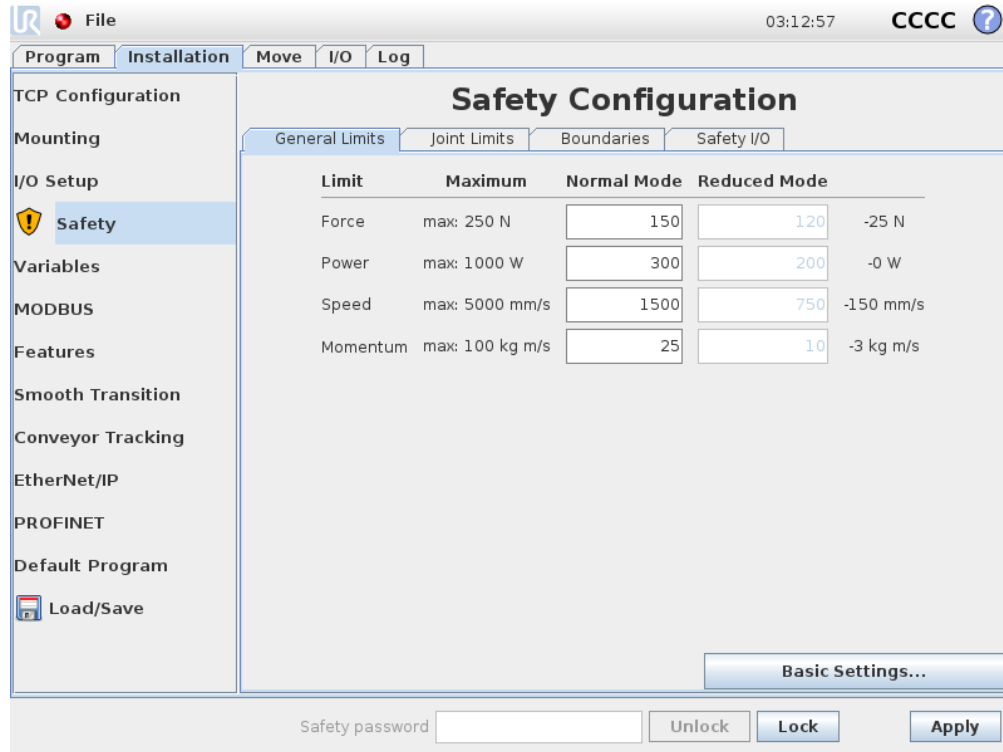 UR File 03:12:57 CCCC ?
Program Installation Move I/O Log
TCP Configuration
Mounting
I/O Setup
Safety
Variables
MODBUS
Features
Smooth Transition
Conveyor Tracking
EtherNet/IP
PROFINET
Default Program
Load/Save
Safety Configuration
General Limits Joint Limits Boundaries Safety I/O
Limit Maximum Normal Mode Reduced Mode
Force max: 250 N 150 120 -25 N
Power max: 1000 W 300 200 -0 W
Speed max: 5000 mm/s 1500 750 -150 mm/s
Momentum max: 100 kg m/s 25 10 -3 kg m/s
Basic Settings...
Safety password Unlock Lock Apply